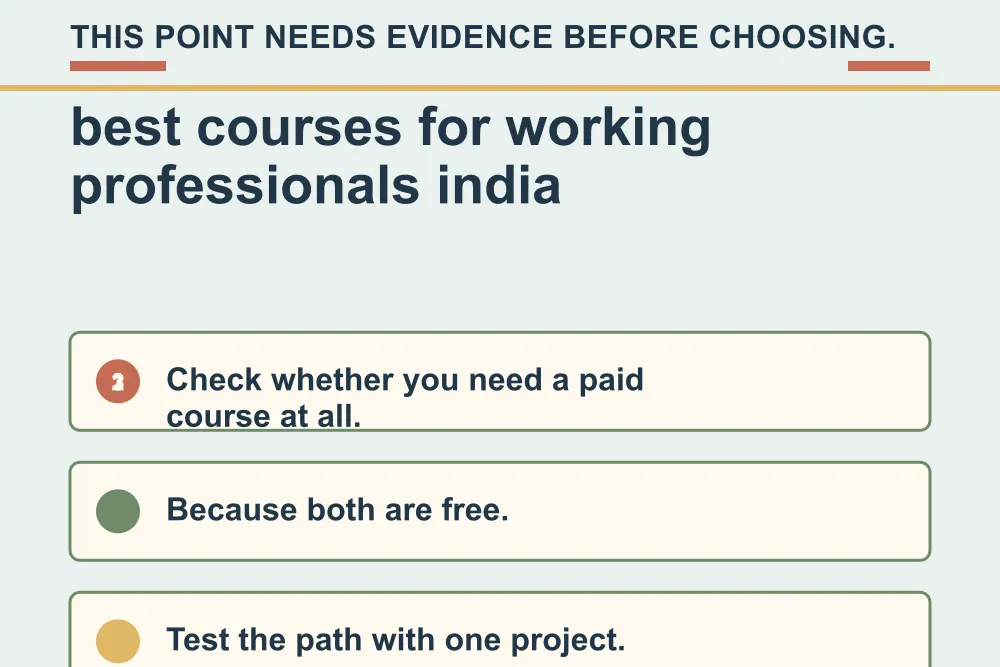 THIS POINT NEEDS EVIDENCE BEFORE CHOOSING.
best courses for working
professionals india
Check whether you need a paid
course at all.
Because both are free.
Test the path with one project.